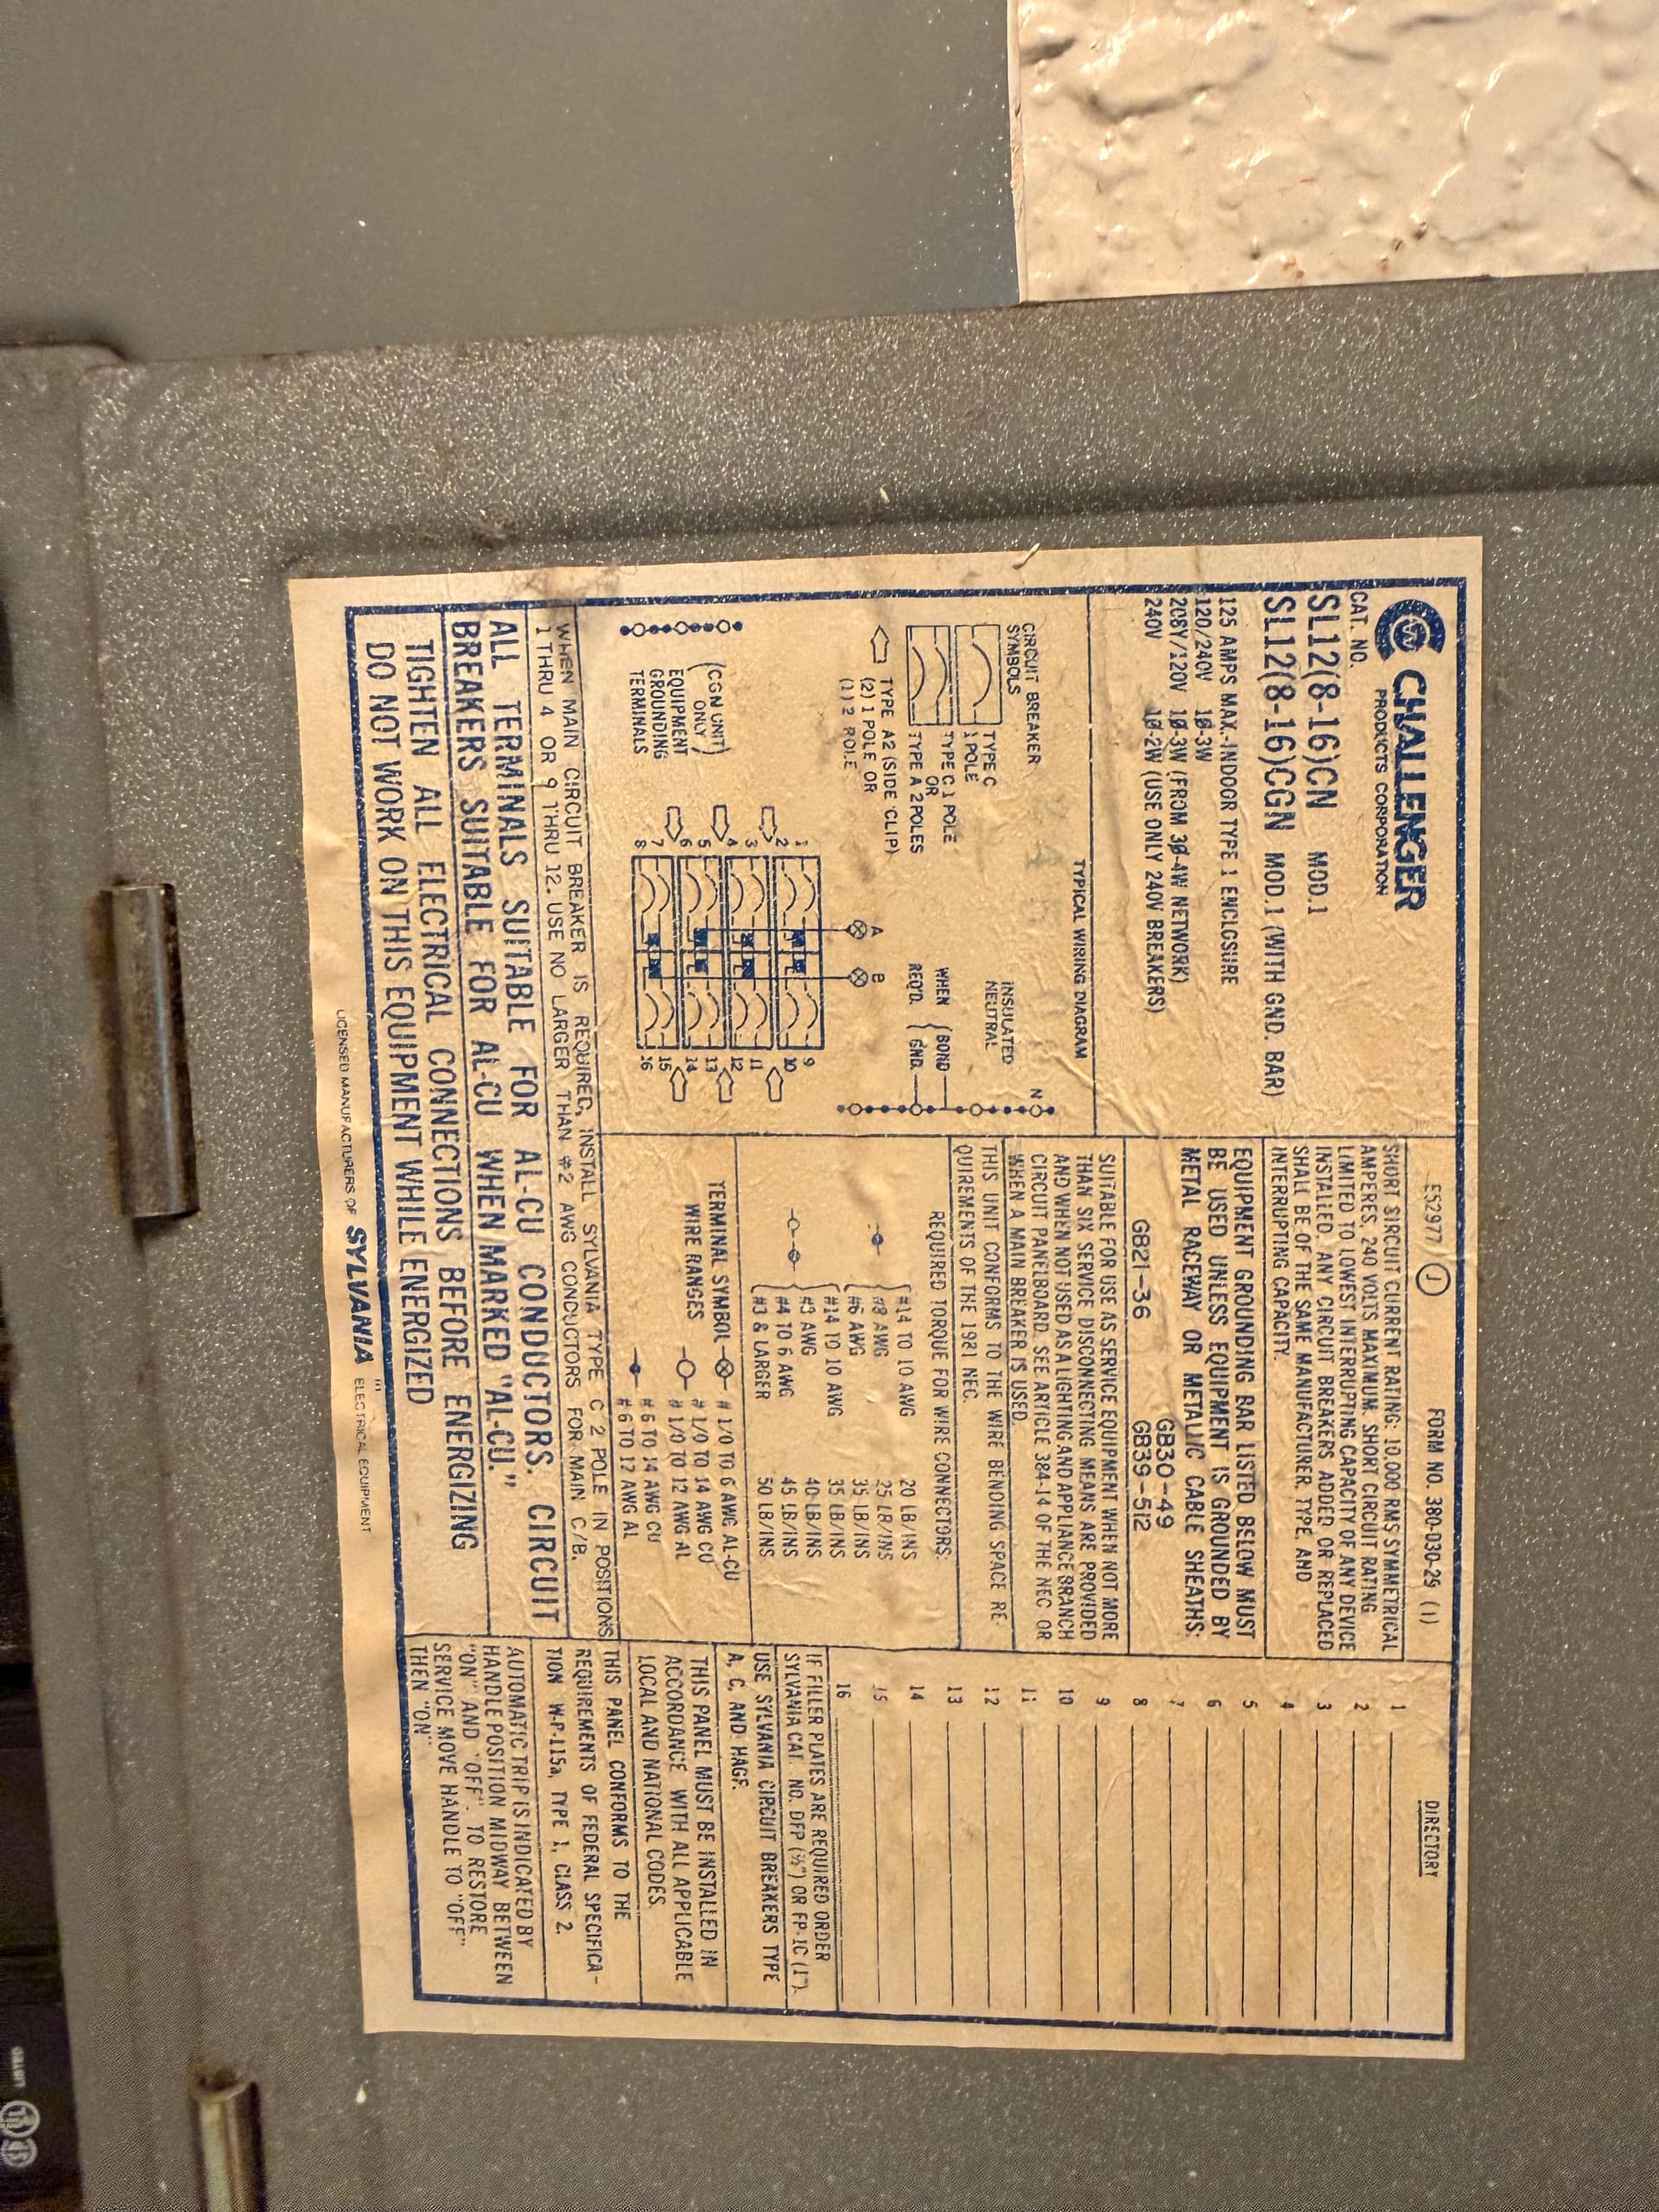 CHALLENGER
PRODUCTS CORPORATION
CAT. NO.
SL12(8-16)CN MOD.1
SL12(8-16)CGN MOD.1 (WITH GND. BAR)
125 AMPS MAX.-INDOOR TYPE 1 ENCLOSURE
120/240V 1Ø-3W
208Y/120V 1Ø-3W (FROM 3Ø-4W NETWORK)
240V 1Ø-2W (USE ONLY 240V BREAKERS)
TYPICAL WIRING DIAGRAM
CIRCUIT BREAKER
SYMBOLS
TYPE C
1 POLE
TYPE C 1 POLE
OR
TYPE A 2 POLES
TYPE A2 (SIDE CLIP)
(2) 1 POLE OR
(1) 2 POLE
INSULATED
NEUTRAL
N
WHEN
REQ'D.
BOND
GND.
A B
(CGN UNIT
ONLY)
EQUIPMENT
GROUNDING
TERMINALS
1 9
2 10
3 11
4 12
5 13
6 14
7 15
8 16
E52977 J FORM NO. 380-030-29 (1)
SHORT CIRCUIT CURRENT RATING: 10,000 RMS SYMMETRICAL
AMPERES, 240 VOLTS MAXIMUM. SHORT CIRCUIT RATING
LIMITED TO LOWEST INTERRUPTING CAPACITY OF ANY DEVICE
INSTALLED. ANY CIRCUIT BREAKERS ADDED OR REPLACED
SHALL BE OF THE SAME MANUFACTURER, TYPE, AND
INTERRUPTING CAPACITY.
EQUIPMENT GROUNDING BAR LISTED BELOW MUST
BE USED UNLESS EQUIPMENT IS GROUNDED BY
METAL RACEWAY OR METALLIC CABLE SHEATHS:
GB30-49
GB21-36 GB39-512
SUITABLE FOR USE AS SERVICE EQUIPMENT WHEN NOT MORE
THAN SIX SERVICE DISCONNECTING MEANS ARE PROVIDED
AND WHEN NOT USED AS A LIGHTING AND APPLIANCE BRANCH
CIRCUIT PANELBOARD. SEE ARTICLE 384-14 OF THE NEC OR
WHEN A MAIN BREAKER IS USED.
THIS UNIT CONFORMS TO THE WIRE BENDING SPACE RE-
QUIREMENTS OF THE 1981 NEC.
REQUIRED TORQUE FOR WIRE CONNECTORS:
#14 TO 10 AWG 20 LB/INS
#8 AWG 25 LB/INS
#6 AWG 35 LB/INS
#14 TO 10 AWG 35 LB/INS
#8 AWG 40 LB/INS
#4 TO 6 AWG 45 LB/INS
#3 & LARGER 50 LB/INS
TERMINAL SYMBOL
WIRE RANGES
# 1/0 TO 6 AWG AL-CU
# 1/0 TO 14 AWG CU
# 1/0 TO 12 AWG AL
# 6 TO 14 AWG CU
# 6 TO 12 AWG AL
WHEN MAIN CIRCUIT BREAKER IS REQUIRED, INSTALL SYLVANIA TYPE C 2 POLE IN POSITIONS
1 THRU 4 OR 9 THRU 12. USE NO LARGER THAN #2 AWG CONDUCTORS FOR MAIN C/B.
ALL TERMINALS SUITABLE FOR AL-CU CONDUCTORS. CIRCUIT
BREAKERS SUITABLE FOR AL-CU WHEN MARKED "AL-CU."
TIGHTEN ALL ELECTRICAL CONNECTIONS BEFORE ENERGIZING
DO NOT WORK ON THIS EQUIPMENT WHILE ENERGIZED
DIRECTORY
1
2
3
4
5
6
7
8
9
10
11
12
13
14
15
16
IF FILLER PLATES ARE REQUIRED ORDER
SYLVANIA CAT. NO. DFP (½") OR FP-1C (1").
USE SYLVANIA CIRCUIT BREAKERS TYPE
A, C, AND HAGF.
THIS PANEL MUST BE INSTALLED IN
ACCORDANCE WITH ALL APPLICABLE
LOCAL AND NATIONAL CODES.
THIS PANEL CONFORMS TO THE
REQUIREMENTS OF FEDERAL SPECIFICA-
TION W-P-115a, TYPE 1, CLASS 2.
AUTOMATIC TRIP IS INDICATED BY
HANDLE POSITION MIDWAY BETWEEN
"ON" AND "OFF". TO RESTORE
SERVICE MOVE HANDLE TO "OFF"
THEN "ON"
LICENSED MANUFACTURERS OF SYLVANIA ELECTRICAL EQUIPMENT